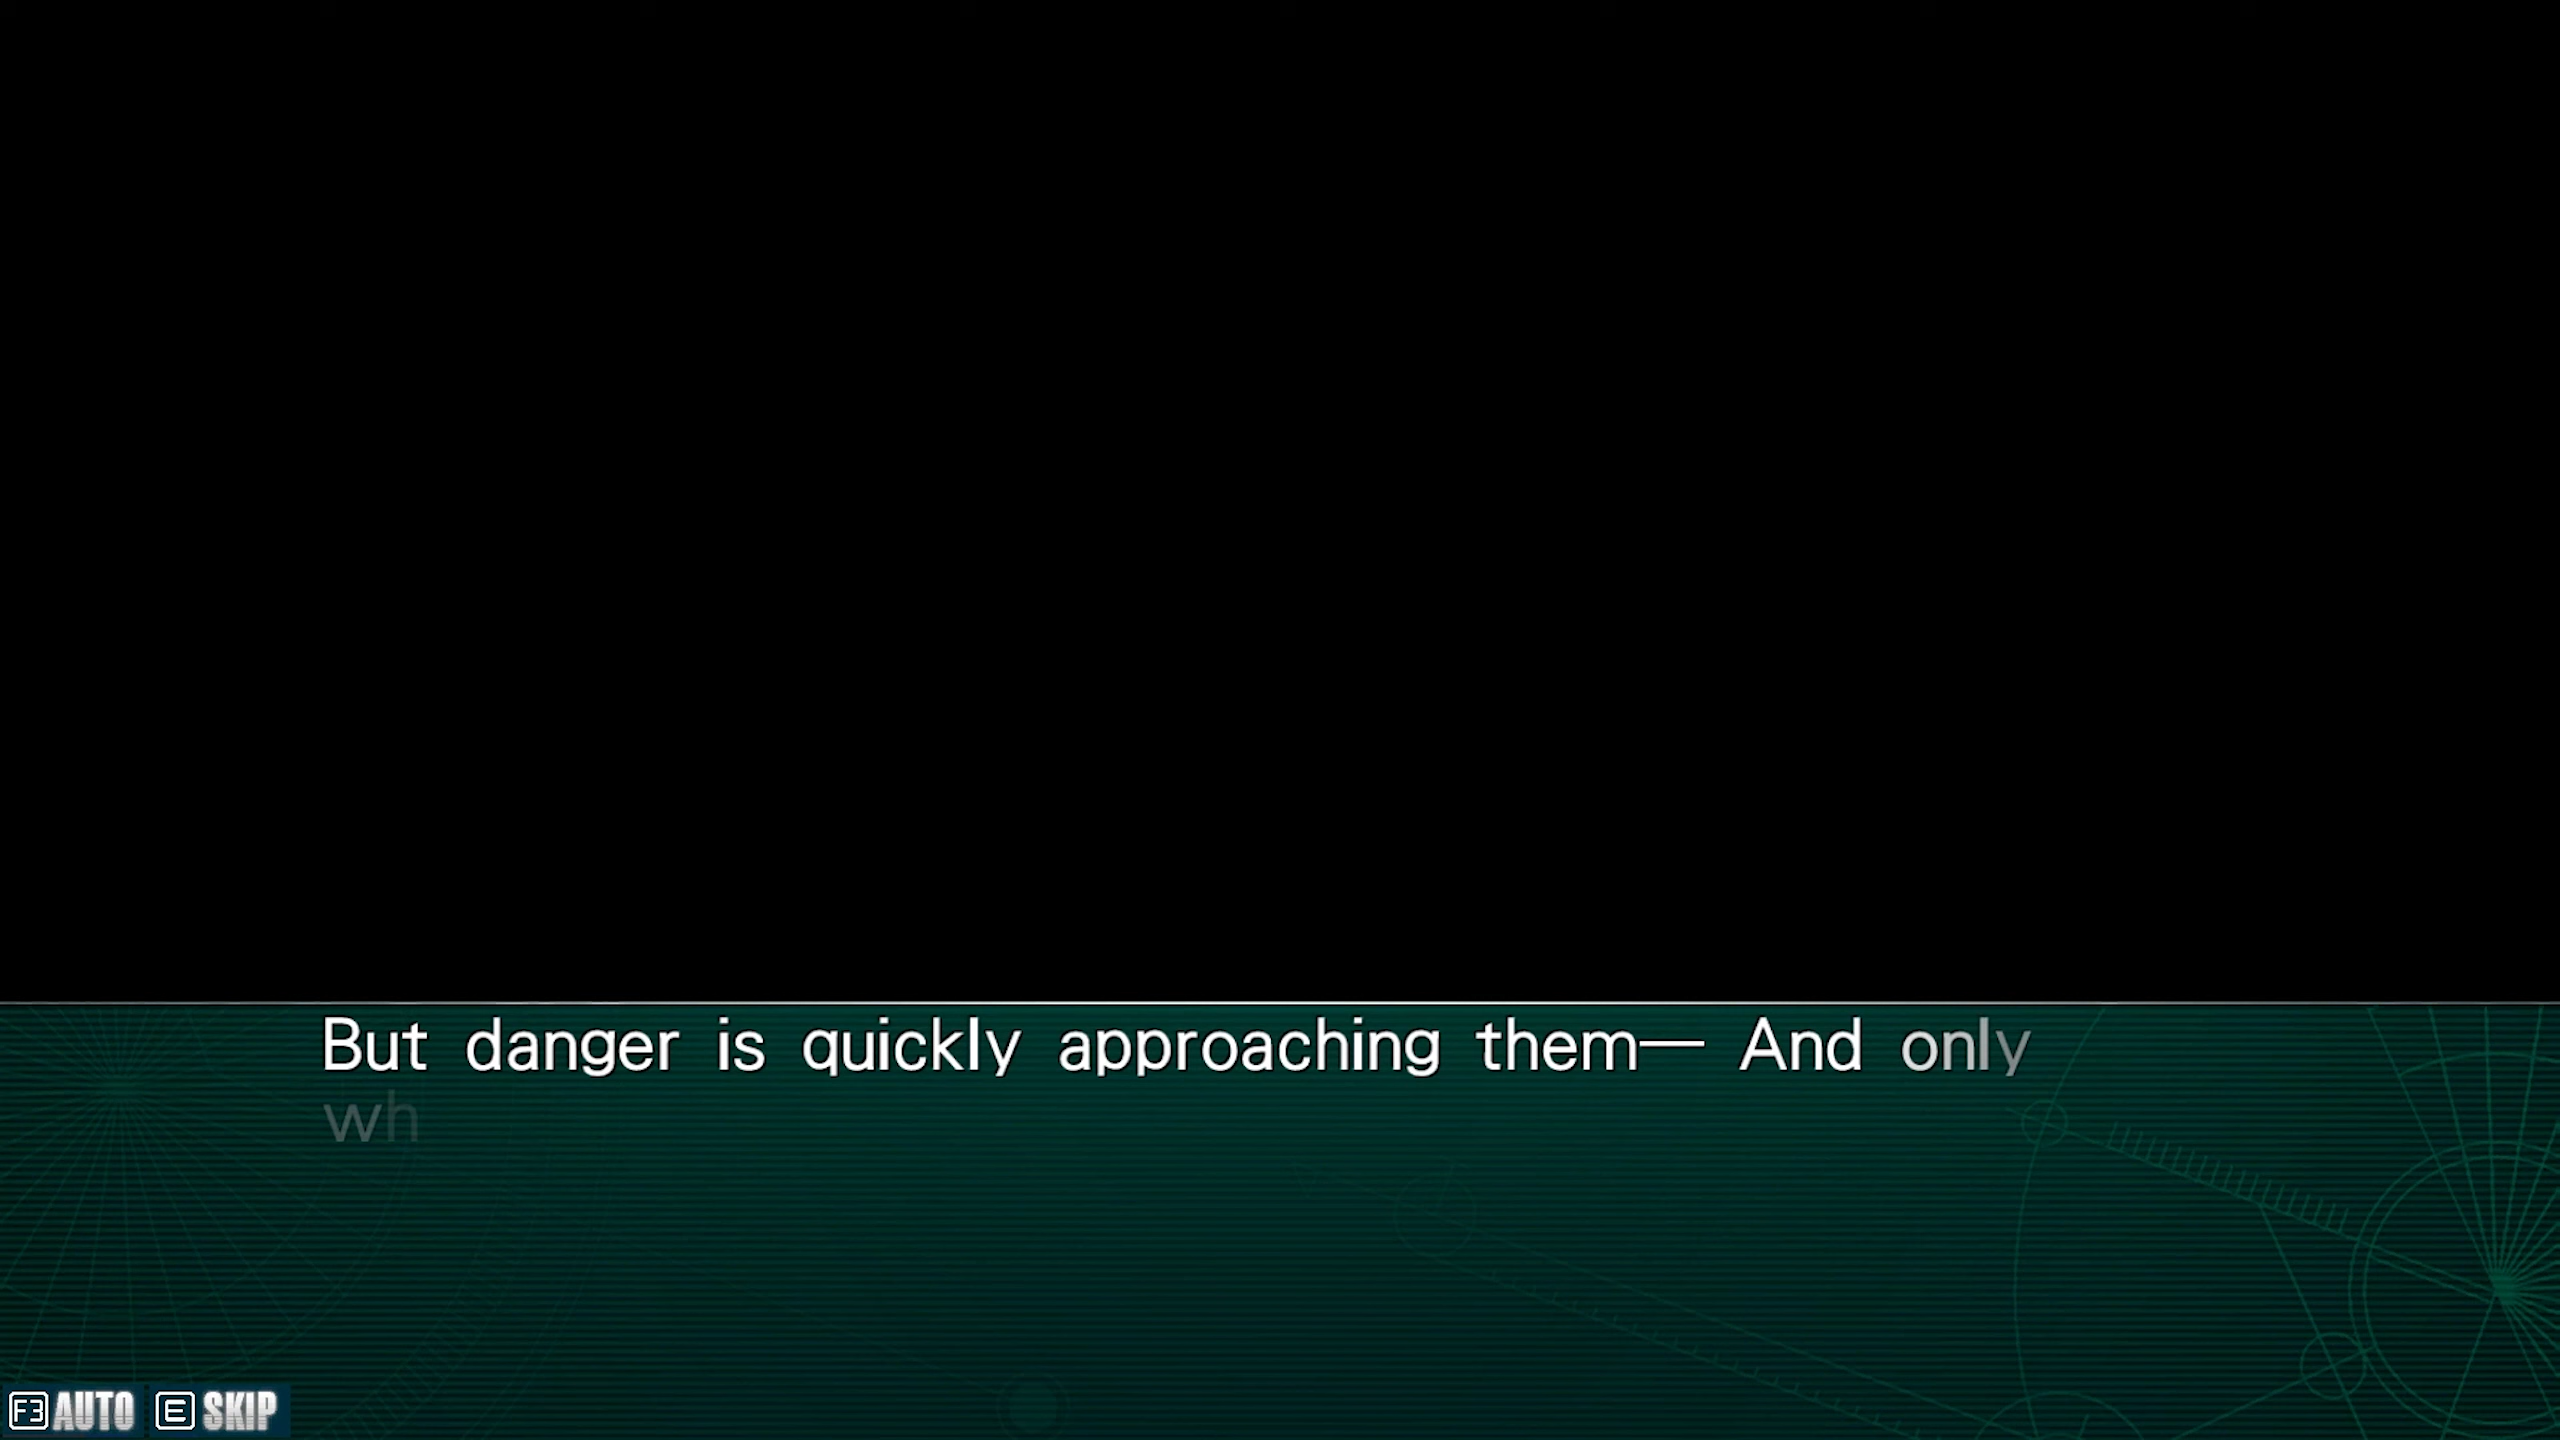 But danger is quickly approaching them— And only
wh
F3 AUTO E SKIP